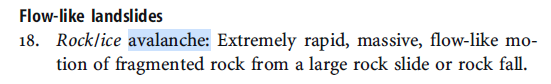 Flow-like landslides
18. Rock/ice avalanche: Extremely rapid, massive, flow-like mo-
tion of fragmented rock from a large rock slide or rock fall.